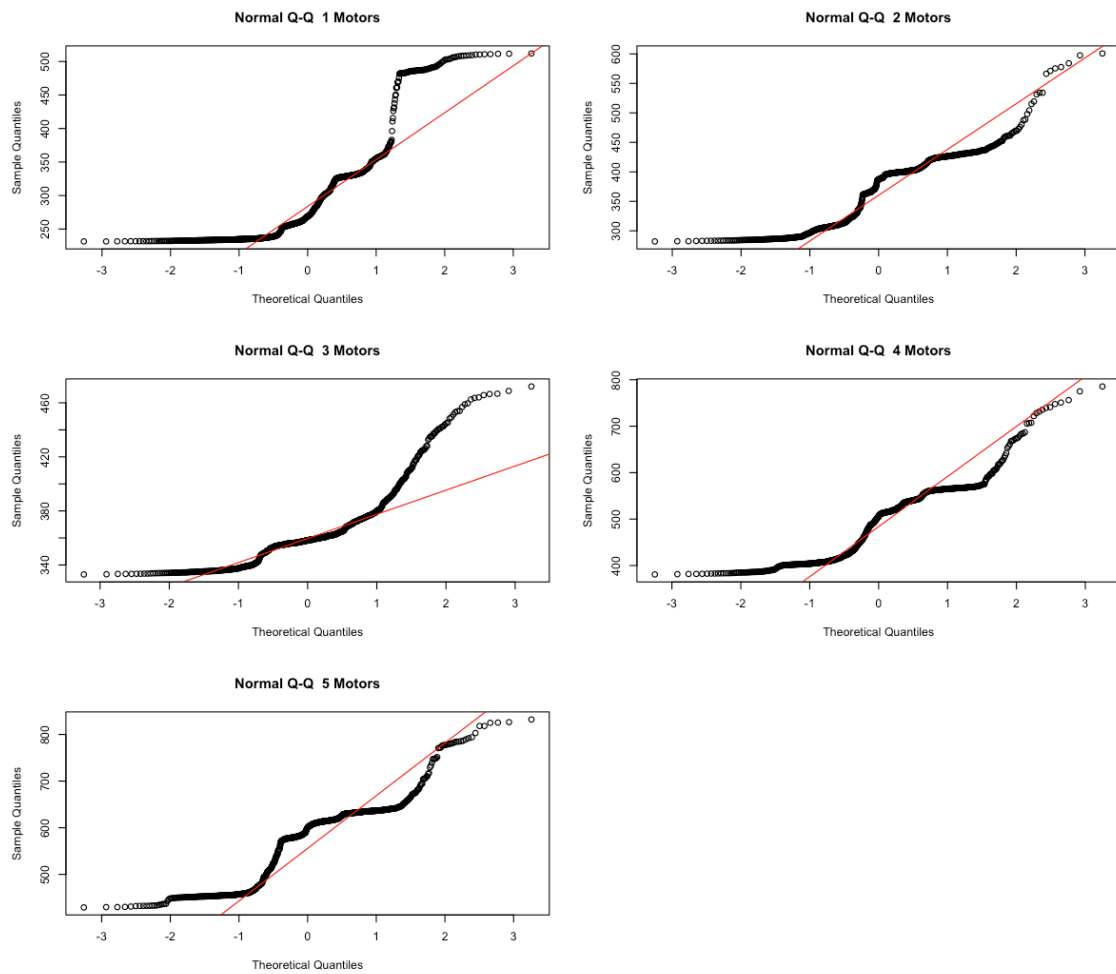 Normal Q-Q 1 Motors
Sample Quantiles
250 300 350 400 450 500
-3 -2 -1 0 1 2 3
Theoretical Quantiles
Normal Q-Q 2 Motors
Sample Quantiles
300 350 400 450 500 550 600
-3 -2 -1 0 1 2 3
Theoretical Quantiles
Normal Q-Q 3 Motors
Sample Quantiles
340 380 420 460
-3 -2 -1 0 1 2 3
Theoretical Quantiles
Normal Q-Q 4 Motors
Sample Quantiles
400 500 600 700 800
-3 -2 -1 0 1 2 3
Theoretical Quantiles
Normal Q-Q 5 Motors
Sample Quantiles
500 600 700 800
-3 -2 -1 0 1 2 3
Theoretical Quantiles